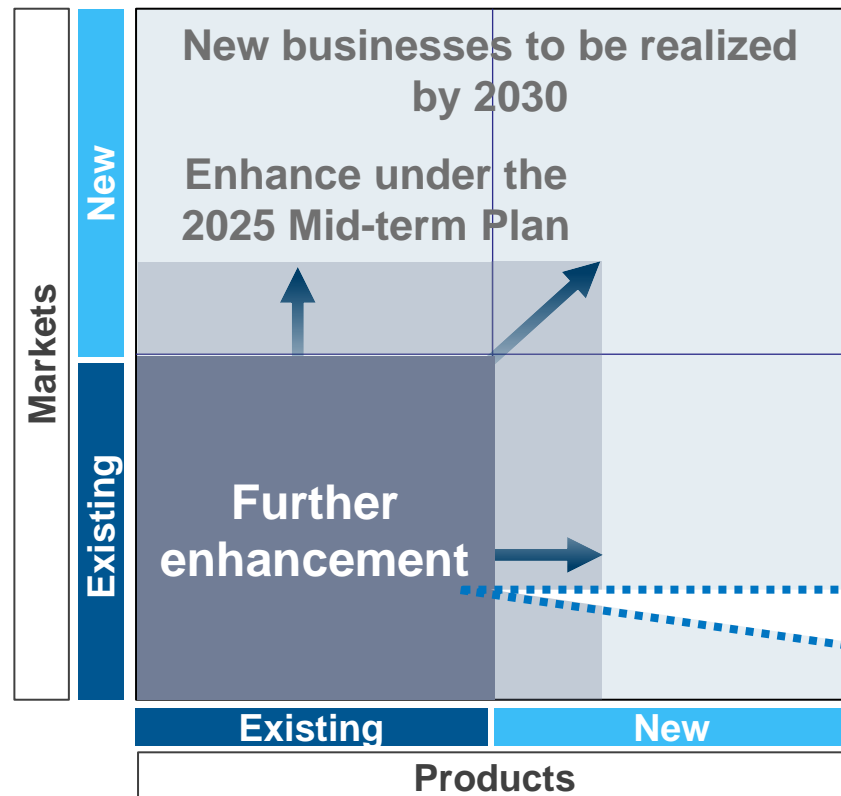 New businesses to be realized
by 2030
Enhance under the
2025 Mid-term Plan
Markets
New
Existing
Further
enhancement
Existing
New
Products